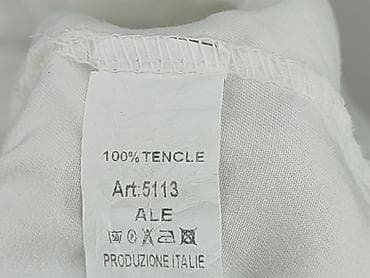 100% TENCLE
Art:5113
ALE
PRODUZIONE ITALIE